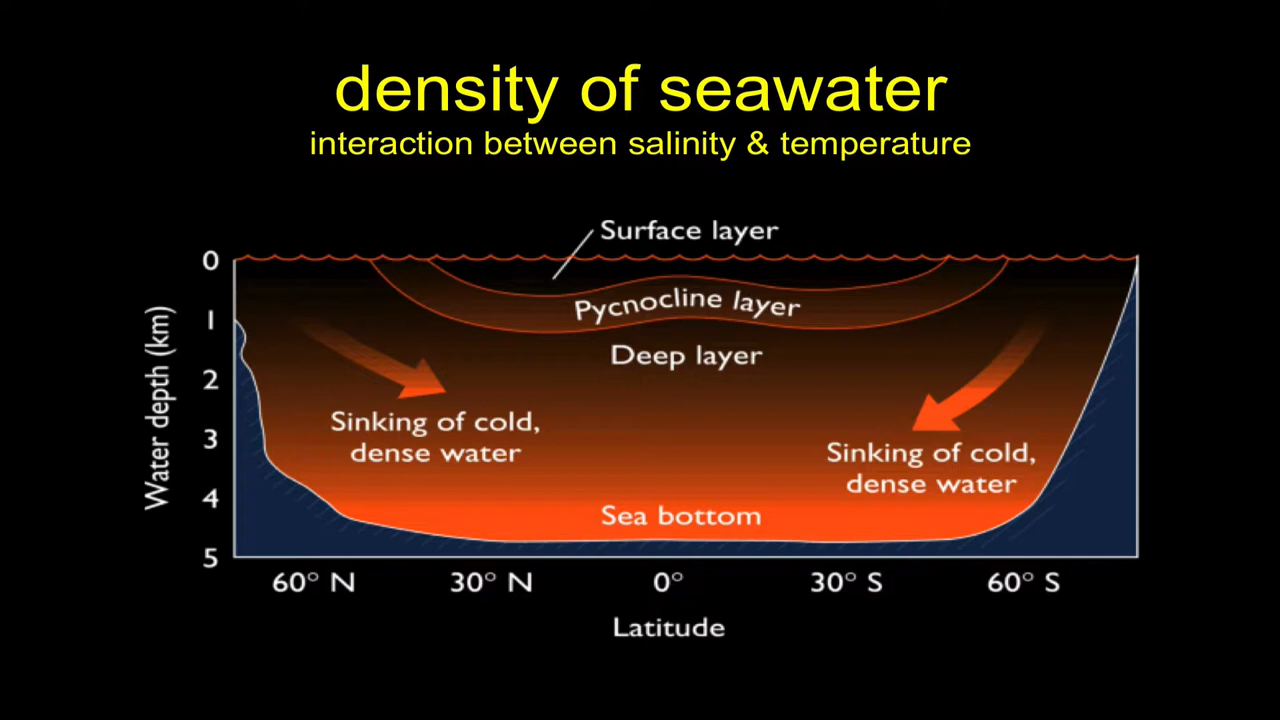 density of seawater
interaction between salinity & temperature
Surface layer
Pycnocline layer
Deep layer
Sinking of cold,
dense water
Sinking of cold,
dense water
Sea bottom
Water depth (km)
0
1
2
3
4
5
60° N 30° N 0° 30° S 60° S
Latitude